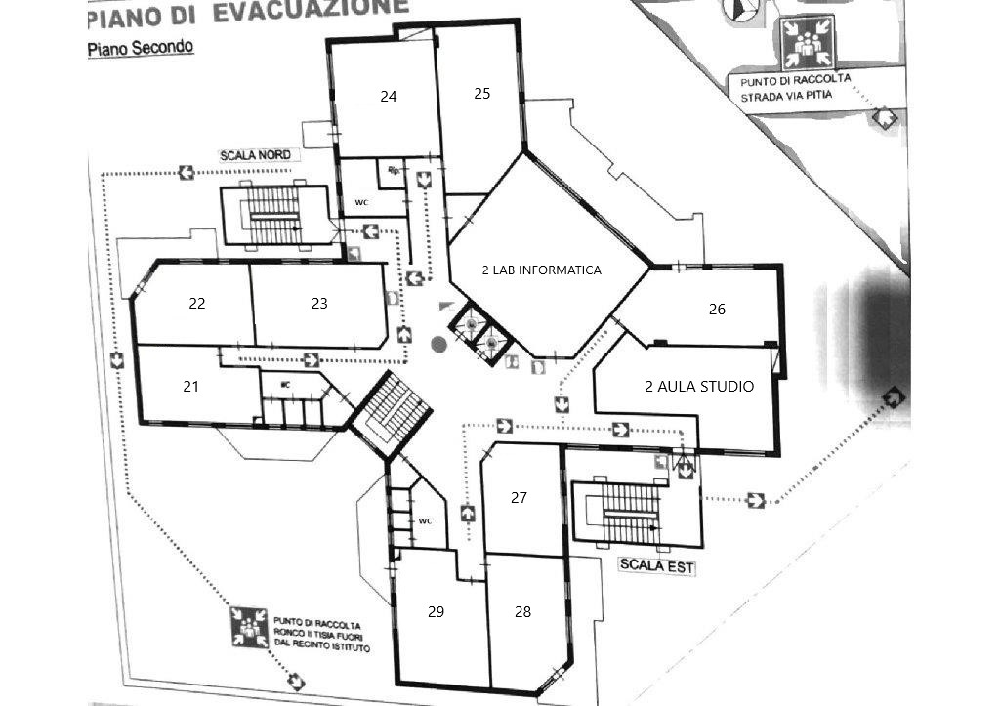 PIANO DI EVACUAZIONE
Piano Secondo
PUNTO DI RACCOLTA
STRADA VIA PITIA
24
25
SCALA NORD
Rip.
WC
2 LAB INFORMATICA
22
23
26
21
WC
2 AULA STUDIO
27
WC
SCALA EST
29
28
PUNTO DI RACCOLTA
RONCO II TISIA FUORI
DAL RECINTO ISTITUTO